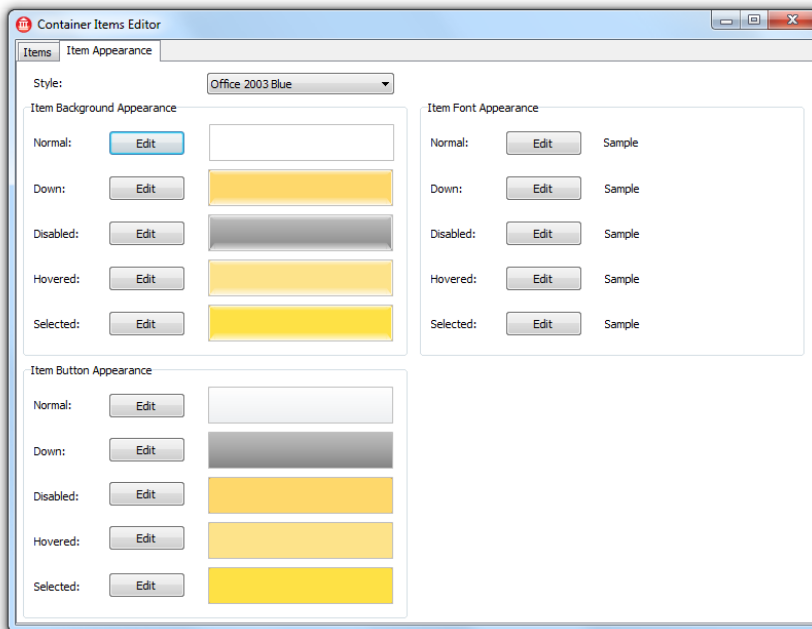 Container Items Editor
Items
Item Appearance
Style:
Office 2003 Blue
Item Background Appearance
Normal:
Edit
Down:
Edit
Disabled:
Edit
Hovered:
Edit
Selected:
Edit
Item Font Appearance
Normal:
Edit
Sample
Down:
Edit
Sample
Disabled:
Edit
Sample
Hovered:
Edit
Sample
Selected:
Edit
Sample
Item Button Appearance
Normal:
Edit
Down:
Edit
Disabled:
Edit
Hovered:
Edit
Selected:
Edit